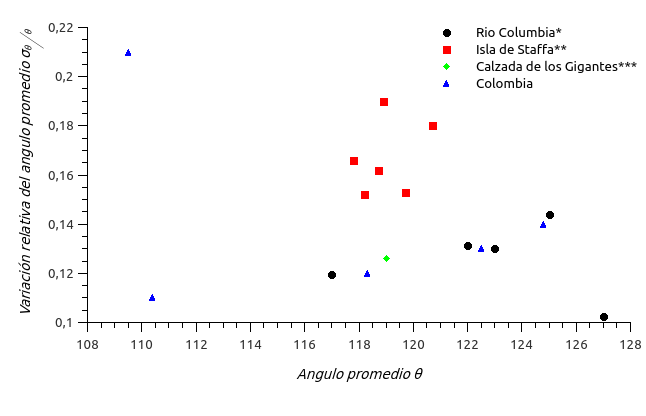 0,22
0,2
0,18
0,16
0,14
0,12
0,1
108 110 112 114 116 118 120 122 124 126 128
Variación relativa del angulo promedio σθ/θ
Angulo promedio θ
Rio Columbia*
Isla de Staffa**
Calzada de los Gigantes***
Colombia